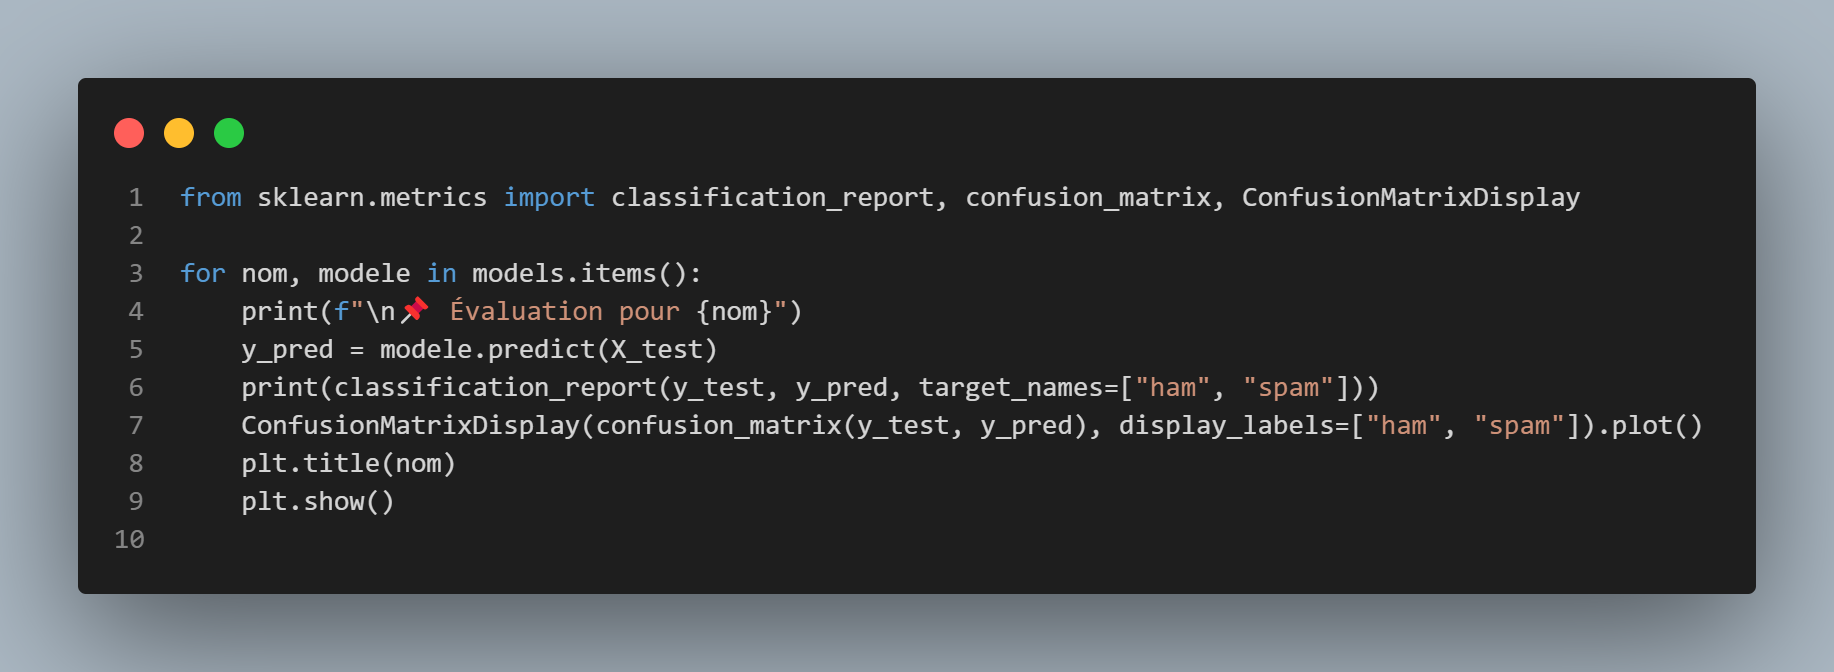 1 from sklearn.metrics import classification_report, confusion_matrix, ConfusionMatrixDisplay
2
3 for nom, modele in models.items():
4     print(f"\n📌 Évaluation pour {nom}")
5     y_pred = modele.predict(X_test)
6     print(classification_report(y_test, y_pred, target_names=["ham", "spam"]))
7     ConfusionMatrixDisplay(confusion_matrix(y_test, y_pred), display_labels=["ham", "spam"]).plot()
8     plt.title(nom)
9     plt.show()
10